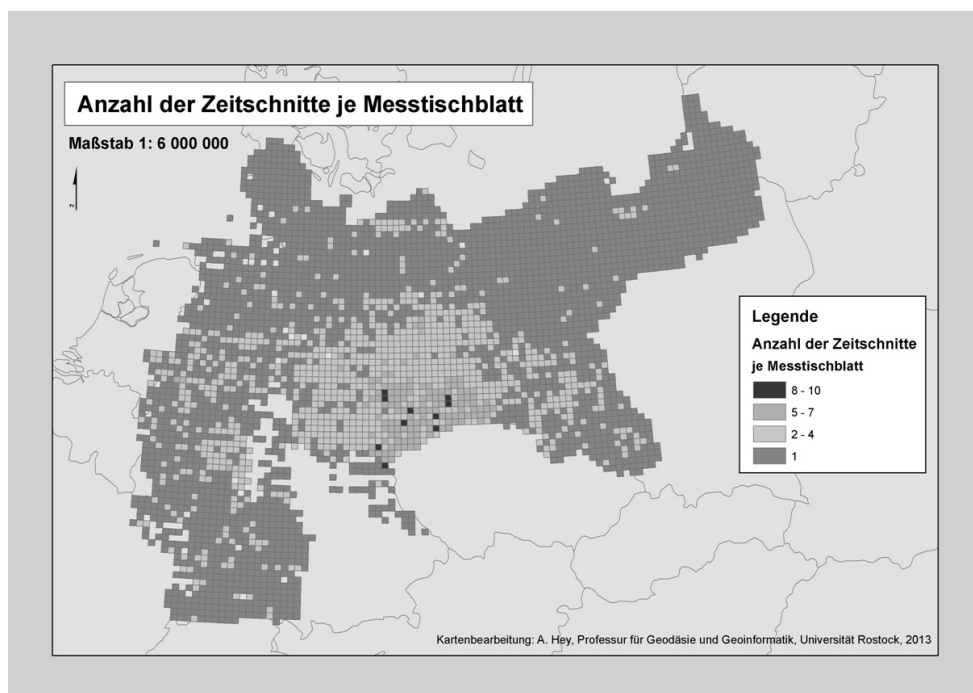 Anzahl der Zeitschnitte je Messtischblatt
Maßstab 1: 6 000 000
z
Legende
Anzahl der Zeitschnitte
je Messtischblatt
8 - 10
5 - 7
2 - 4
1
Kartenbearbeitung: A. Hey, Professur für Geodäsie und Geoinformatik, Universität Rostock, 2013